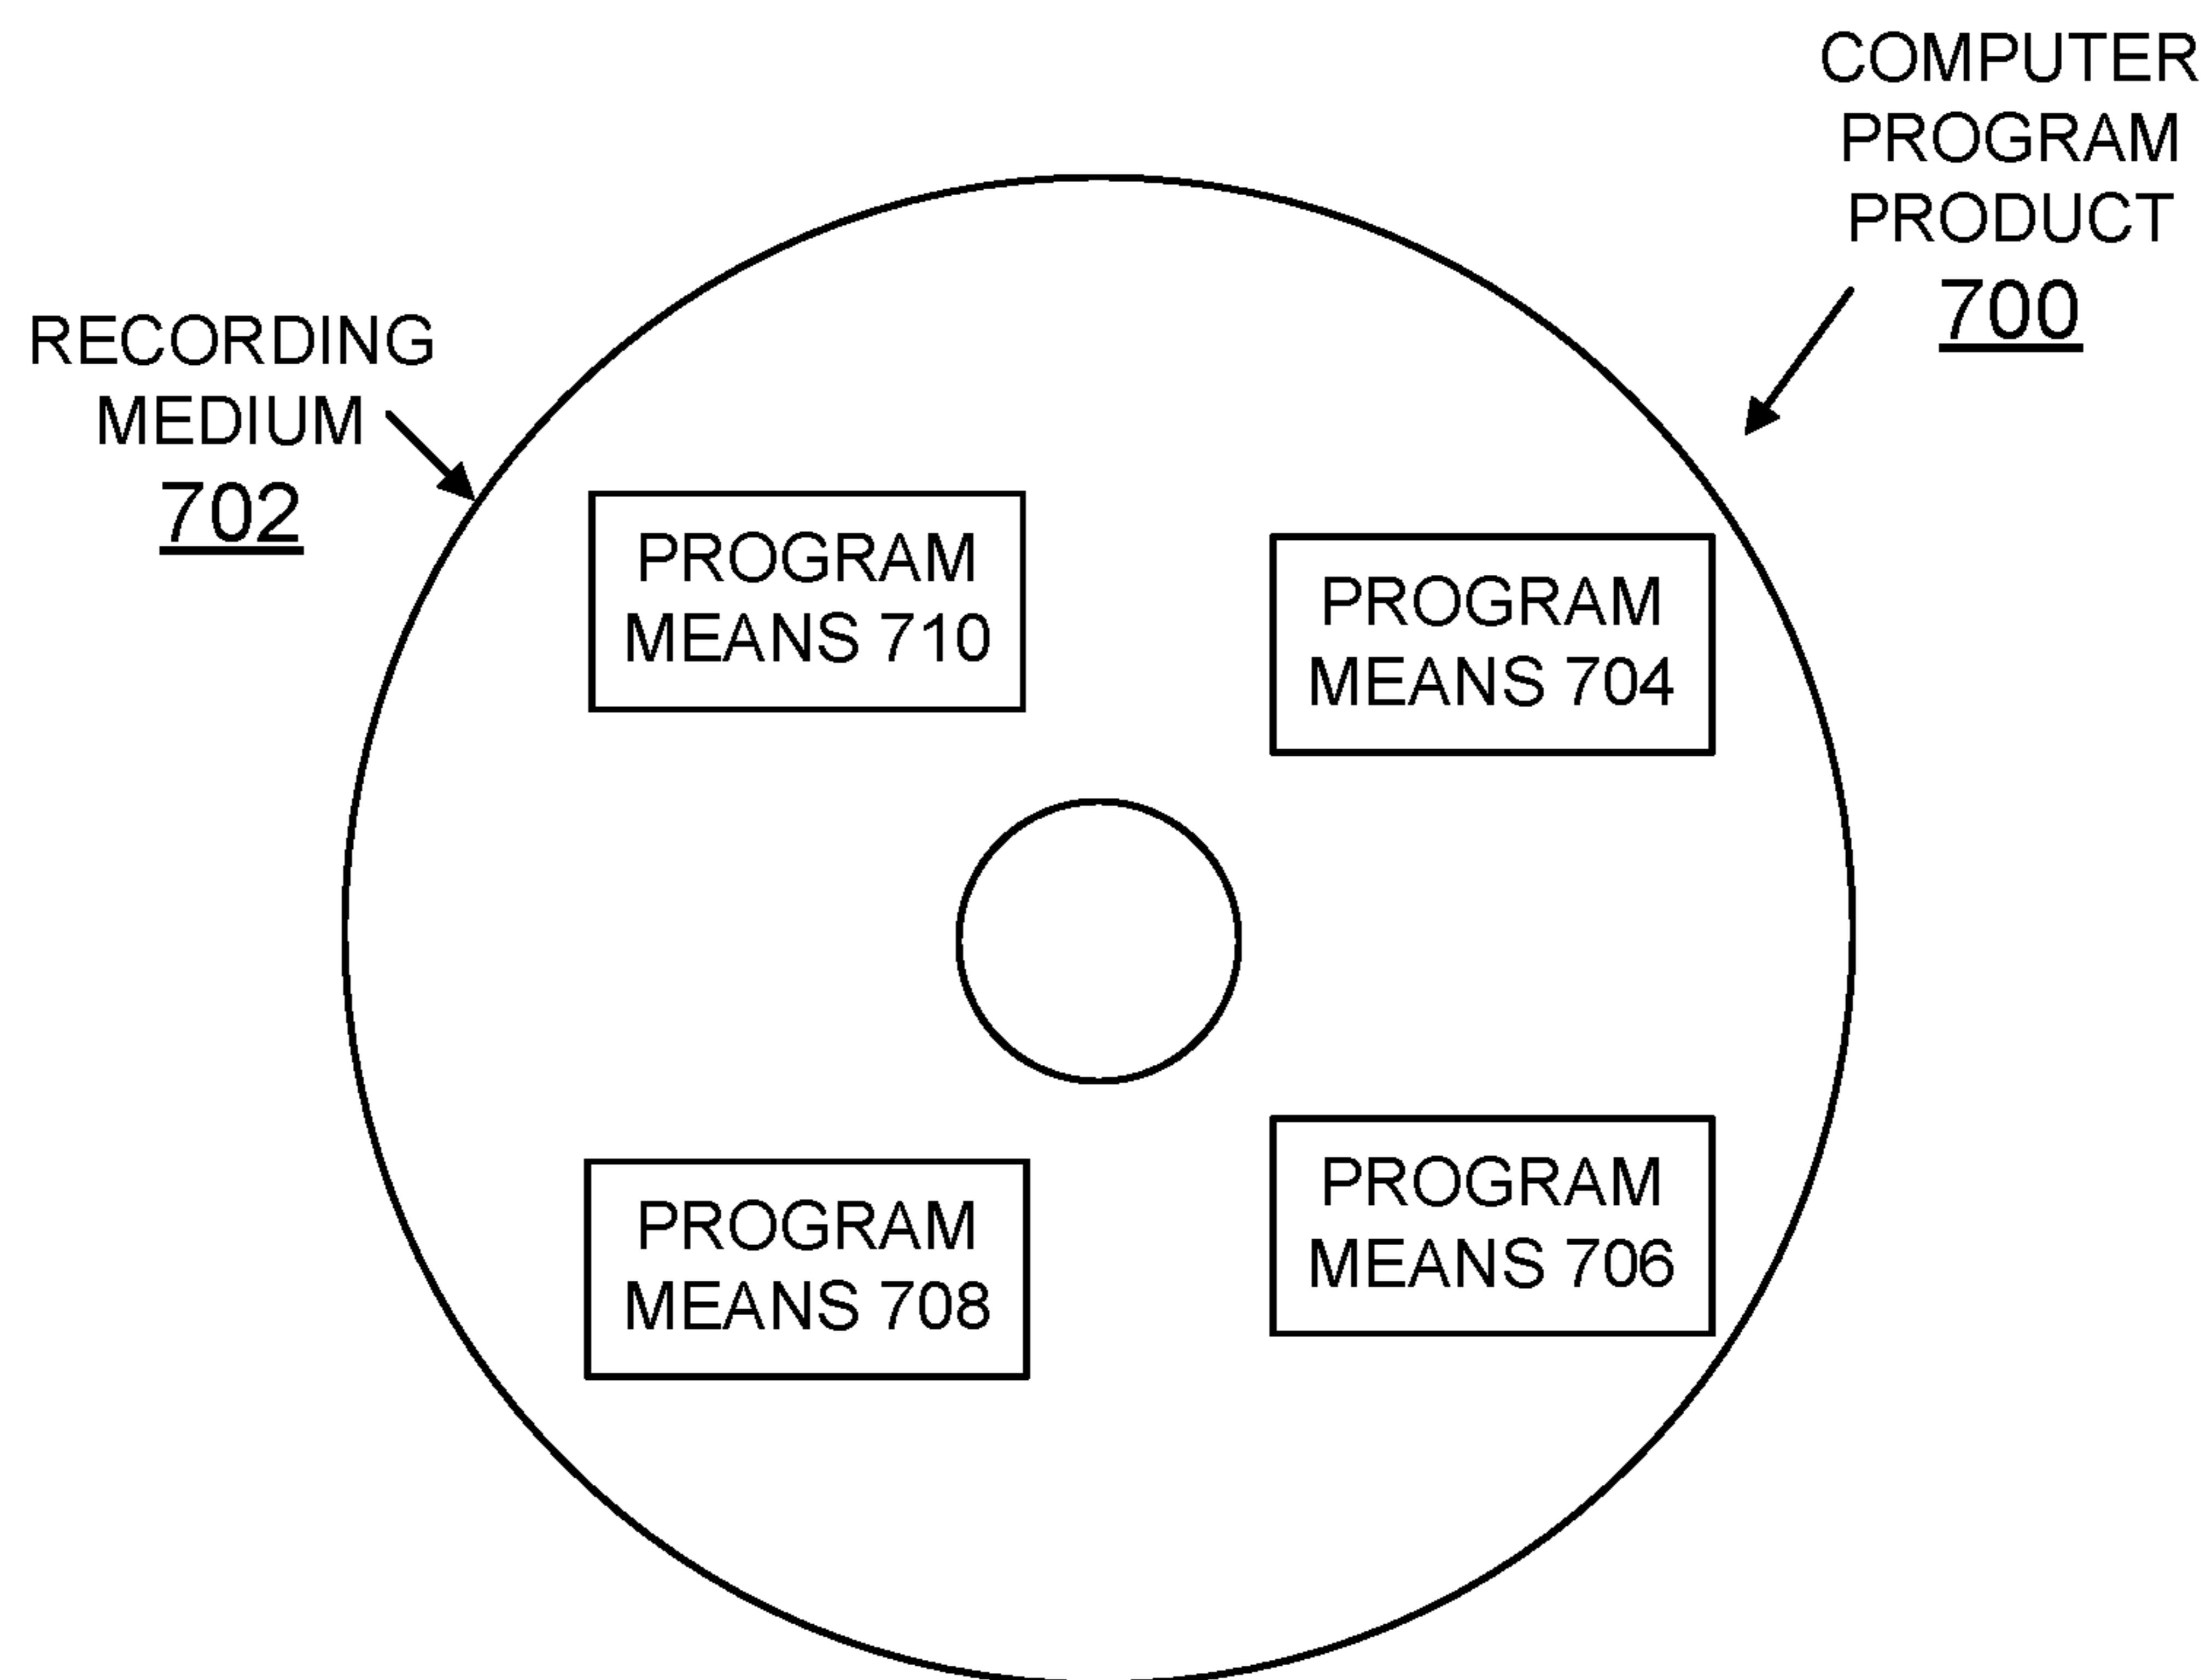 COMPUTER
PROGRAM
PRODUCT
700
RECORDING
MEDIUM
702
PROGRAM
MEANS 710
PROGRAM
MEANS 704
PROGRAM
MEANS 708
PROGRAM
MEANS 706